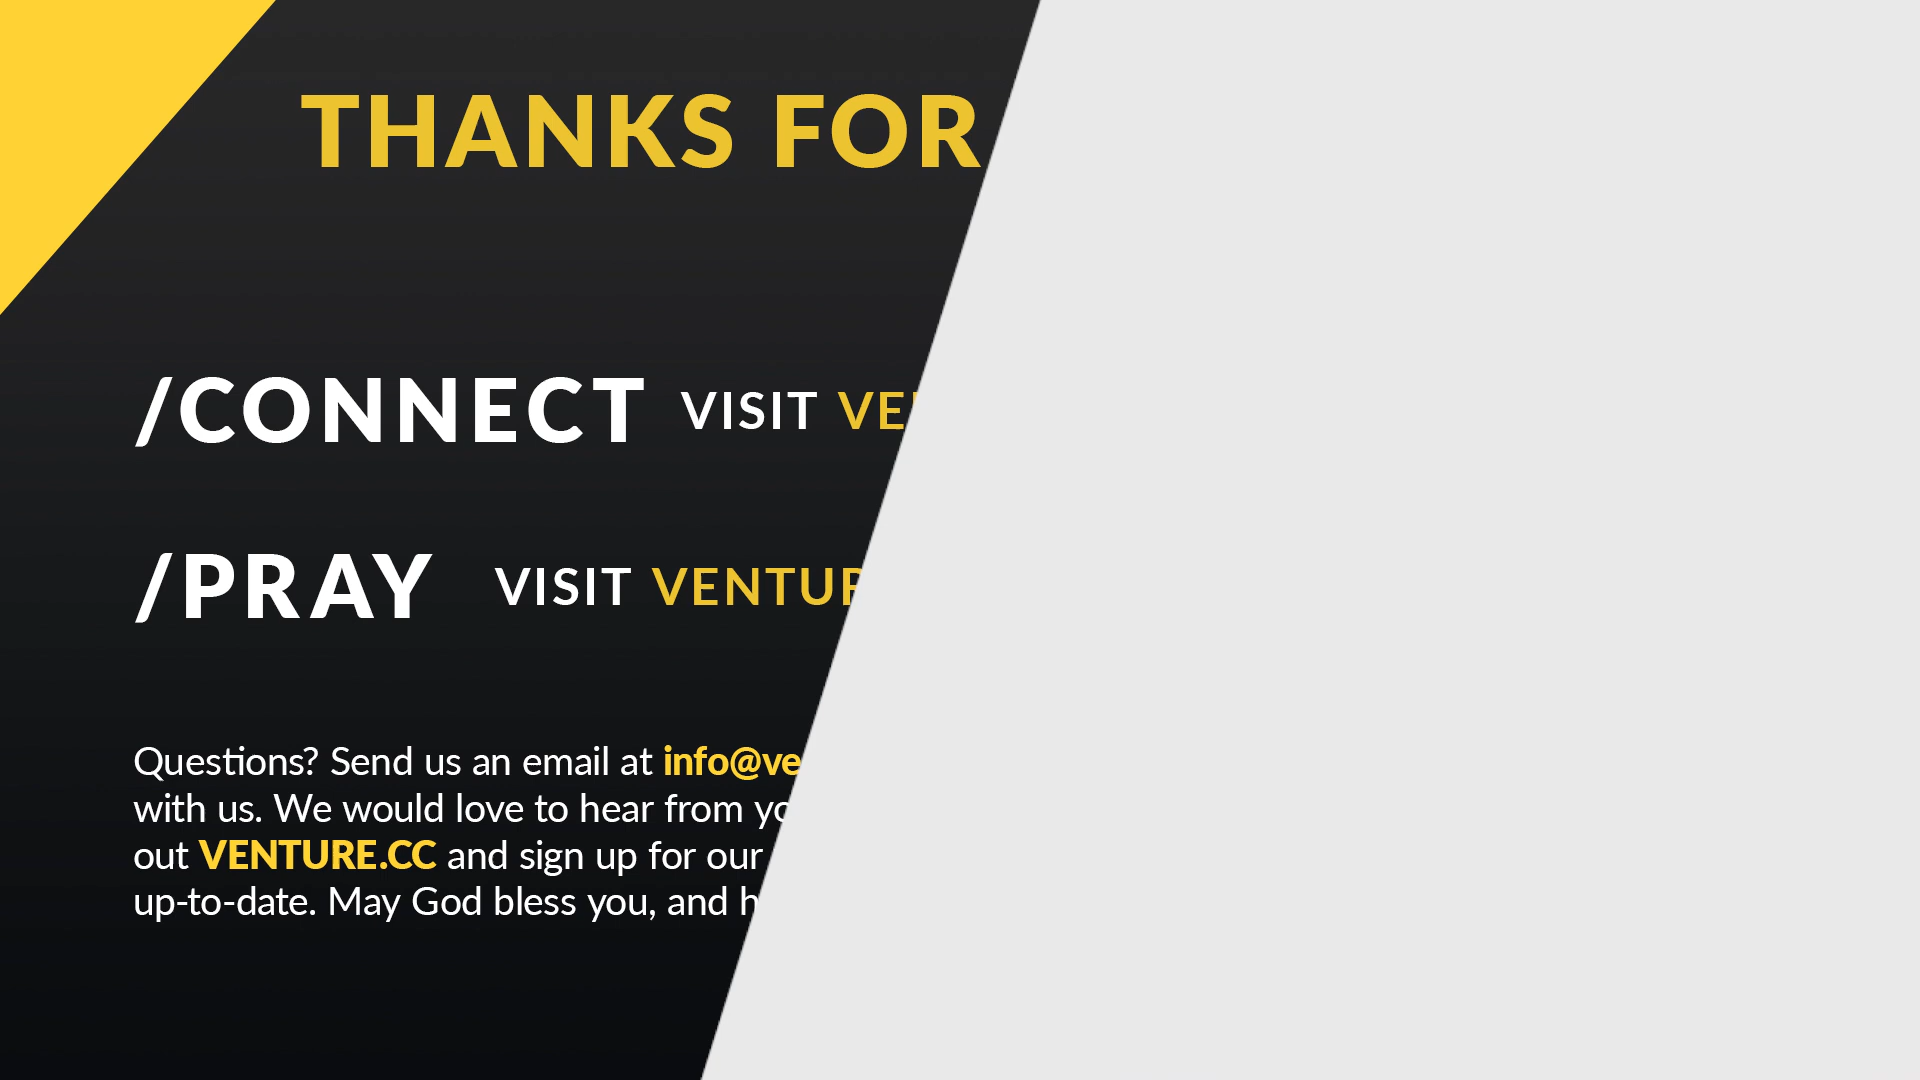 THANKS FOR
/CONNECT VISIT
/PRAY VISIT
Questions? Send us an email at
with us. We would love to hear from
out VENTURE.CC and sign up for our
up-to-date. May God bless you, and